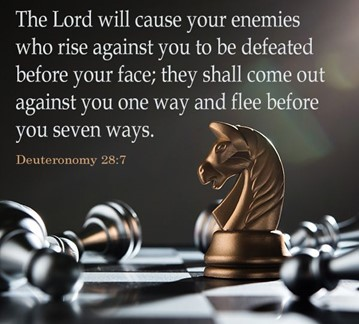 The Lord will cause your enemies
who rise against you to be defeated
before your face; they shall come out
against you one way and flee before
you seven ways.
Deuteronomy 28:7